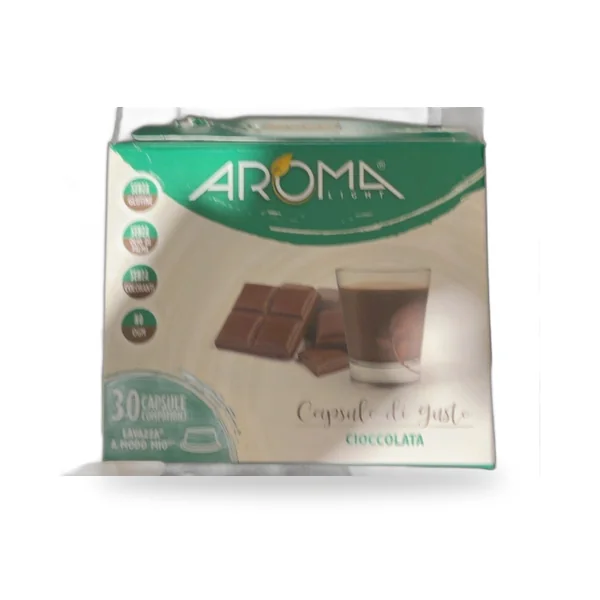 AROMA®
LIGHT
SENZA
GLUTINE
SENZA
SENZA
COLORANTI
NO
OGM
30 CAPSULE
COMPATIBILI
LAVAZZA®
A MODO MIO
Capsule di gusto
CIOCCOLATA